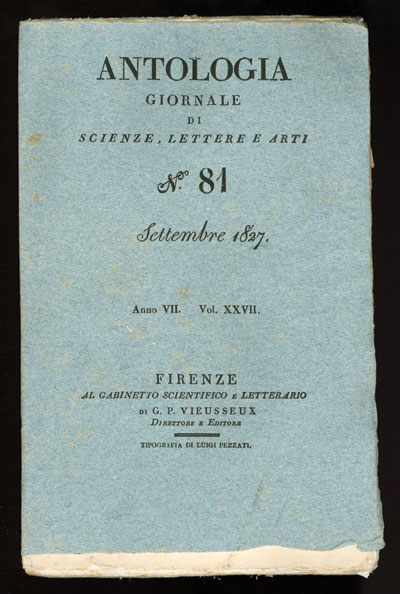 ANTOLOGIA
GIORNALE
DI
SCIENZE, LETTERE E ARTI
N.º 81
Settembre 1827.
Anno VII. Vol. XXVII.
FIRENZE
AL GABINETTO SCIENTIFICO E LETTERARIO
DI G. P. VIEUSSEUX
DIRETTORE E EDITORE
TIPOGRAFIA DI LUIGI PEZZATI.